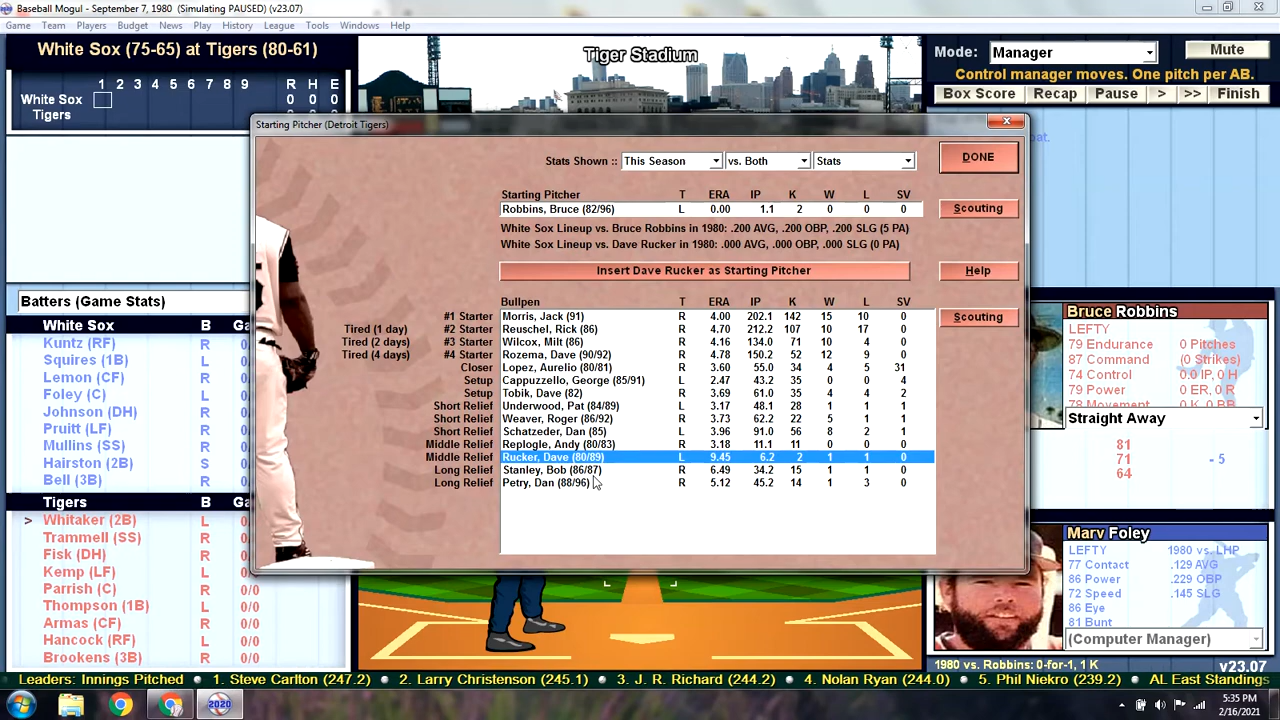 Baseball Mogul - September 7, 1980 (Simulating PAUSED) (v23.07)
Game Team Players Budget News Play History League Tools Windows Help
White Sox (75-65) at Tigers (80-61)
1 2 3 4 5 6 7 8 9 R H E
White Sox 0 0 0
Tigers 0 0 0
Tiger Stadium
Mode: Manager Mute
Control manager moves. One pitch per AB.
Box Score Recap Pause > >> Finish
Starting Pitcher (Detroit Tigers)
Stats Shown :: This Season vs. Both Stats DONE
Starting Pitcher T ERA IP K W L SV
Robbins, Bruce (82/96) L 0.00 1.1 2 0 0 0 Scouting
White Sox Lineup vs. Bruce Robbins in 1980: .200 AVG, .200 OBP, .200 SLG (5 PA)
White Sox Lineup vs. Dave Rucker in 1980: .000 AVG, .000 OBP, .000 SLG (0 PA)
Insert Dave Rucker as Starting Pitcher Help
Bullpen T ERA IP K W L SV
#1 Starter Morris, Jack (91) R 4.00 202.1 142 15 10 0 Scouting
Tired (1 day) #2 Starter Reuschel, Rick (86) R 4.70 212.2 107 10 17 0
Tired (2 days) #3 Starter Wilcox, Milt (86) R 4.16 134.0 71 10 4 0
Tired (4 days) #4 Starter Rozema, Dave (90/92) R 4.78 150.2 52 12 9 0
Closer Lopez, Aurelio (80/81) R 3.60 55.0 34 4 5 31
Setup Cappuzzello, George (85/91) L 2.47 43.2 35 0 0 4
Setup Tobik, Dave (82) R 3.69 61.0 35 4 4 2
Short Relief Underwood, Pat (84/89) L 3.17 48.1 28 1 1 1
Short Relief Weaver, Roger (86/92) R 3.73 62.2 22 5 1 1
Short Relief Schatzeder, Dan (85) L 3.96 91.0 56 8 2 1
Middle Relief Replogle, Andy (80/83) R 3.18 11.1 11 0 0 0
Middle Relief Rucker, Dave (80/89) L 9.45 6.2 2 1 1 0
Long Relief Stanley, Bob (86/87) R 6.49 34.2 15 1 1 0
Long Relief Petry, Dan (88/96) R 5.12 45.2 14 1 3 0
Batters (Game Stats)
White Sox B
Kuntz (RF) R
Squires (1B) L
Lemon (CF) R
Foley (C) L
Johnson (DH) R
Pruitt (LF) R
Mullins (SS) R
Hairston (2B) S
Bell (3B) R
Tigers B
> Whitaker (2B) L
Trammell (SS) R
Fisk (DH) R
Kemp (LF) L 0/0
Parrish (C) R 0/0
Thompson (1B) L 0/0
Armas (CF) R 0/0
Hancock (RF) L 0/0
Brookens (3B) R 0/0
Bruce Robbins
LEFTY
79 Endurance 0 Pitches
87 Command (0 Strikes)
74 Control 0.0 IP, 0 H
79 Power 0 ER, 0 R
78 Movement 0 K, 0 BB
Straight Away
81
71 - 5
64
Marv Foley
LEFTY 1980 vs. LHP
77 Contact .129 AVG
86 Power .229 OBP
72 Speed .145 SLG
86 Eye
81 Bunt
(Computer Manager)
1980 vs. Robbins: 0-for-1, 1 K v23.07
Leaders: Innings Pitched 1. Steve Carlton (247.2) 2. Larry Christenson (245.1) 3. J. R. Richard (244.2) 4. Nolan Ryan (244.0) 5. Phil Niekro (239.2) AL East Standings
2020
5:35 PM
2/16/2021